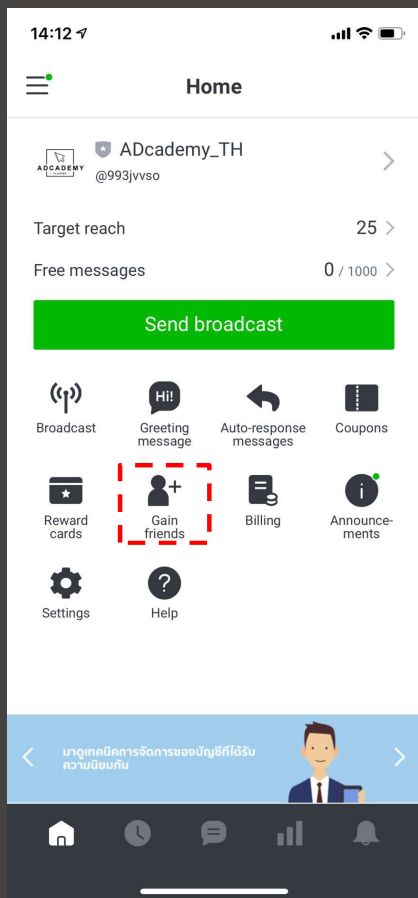 14:12
Home
ADCADEMY
ADcademy_TH
@993jvvso
Target reach 25
Free messages 0 / 1000
Send broadcast
Hi!
Broadcast
Greeting
message
Auto-response
messages
Coupons
Reward
cards
Gain
friends
Billing
Announce-
ments
Settings
Help
มาดูเทคนิคการจัดการของบัญชีที่ได้รับ
ความนิยมกัน